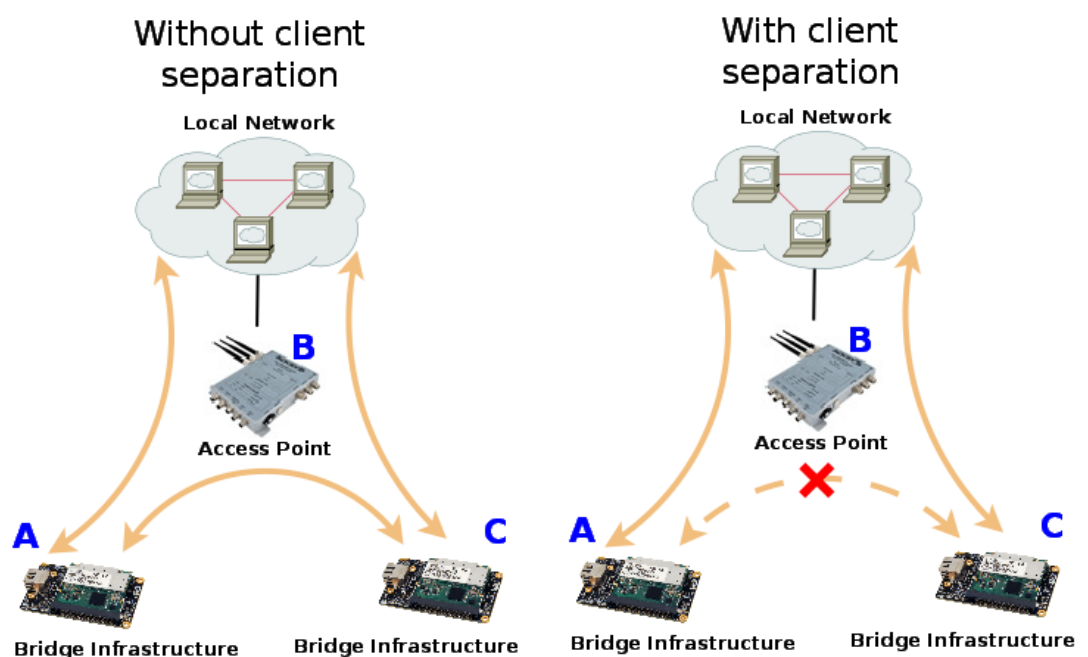 Without client
separation
Local Network
B
Access Point
A
C
Bridge Infrastructure
Bridge Infrastructure
With client
separation
Local Network
B
Access Point
A
C
Bridge Infrastructure
Bridge Infrastructure